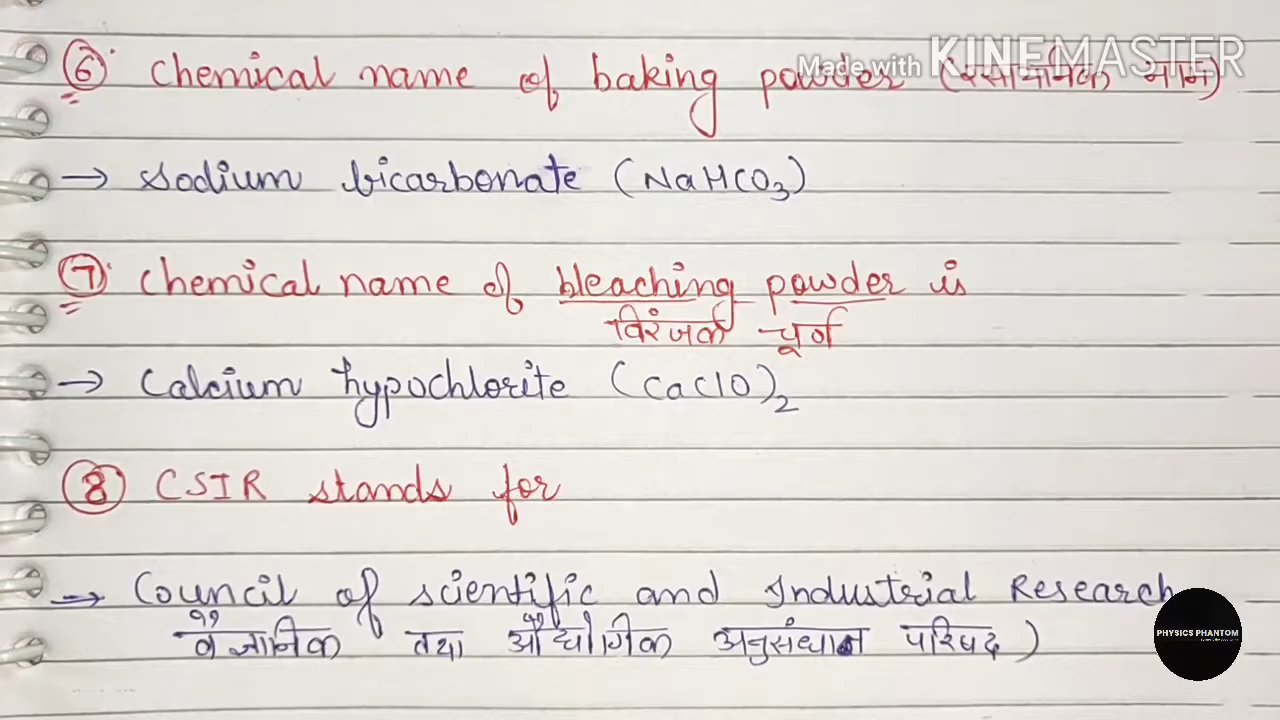 Made with KINEMASTER
⑥ Chemical name of baking powder (रसायनिक नाम)
→ Sodium bicarbonate (NaHCO₃)
⑦ Chemical name of bleaching powder is
विरंजक चूर्ण
→ Calcium hypochlorite (CaClO)₂
⑧ CSIR stands for
→ Council of scientific and Industrial Research
वैज्ञानिक तथा औद्योगिक अनुसंधान परिषद )
PHYSICS PHANTOM